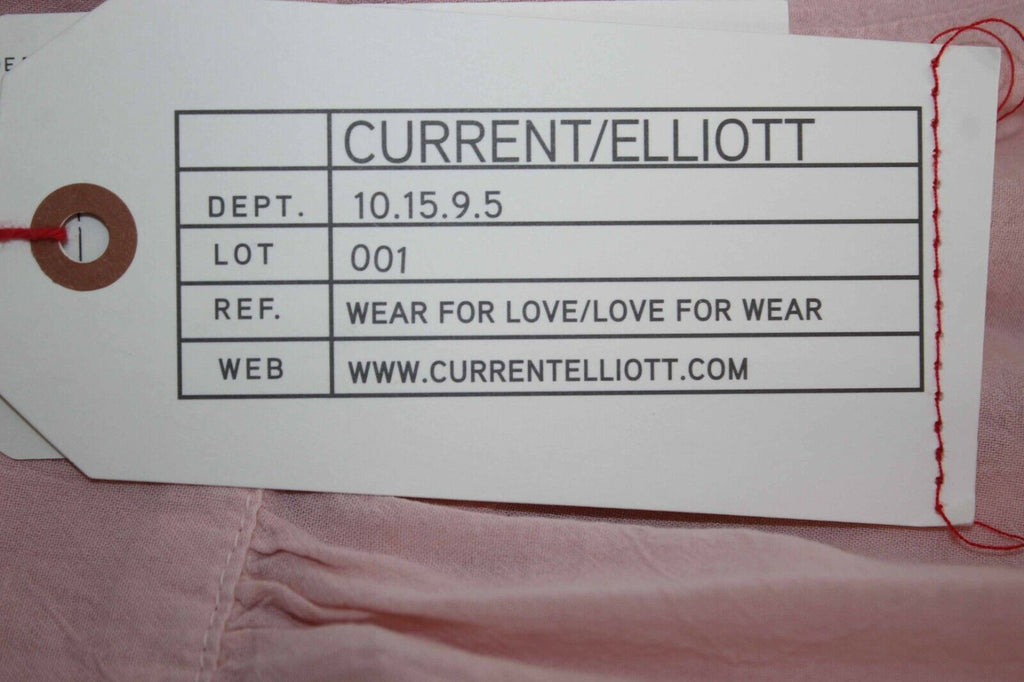 CURRENT/ELLIOTT
DEPT. 10.15.9.5
LOT 001
REF. WEAR FOR LOVE/LOVE FOR WEAR
WEB WWW.CURRENTELLIOTT.COM